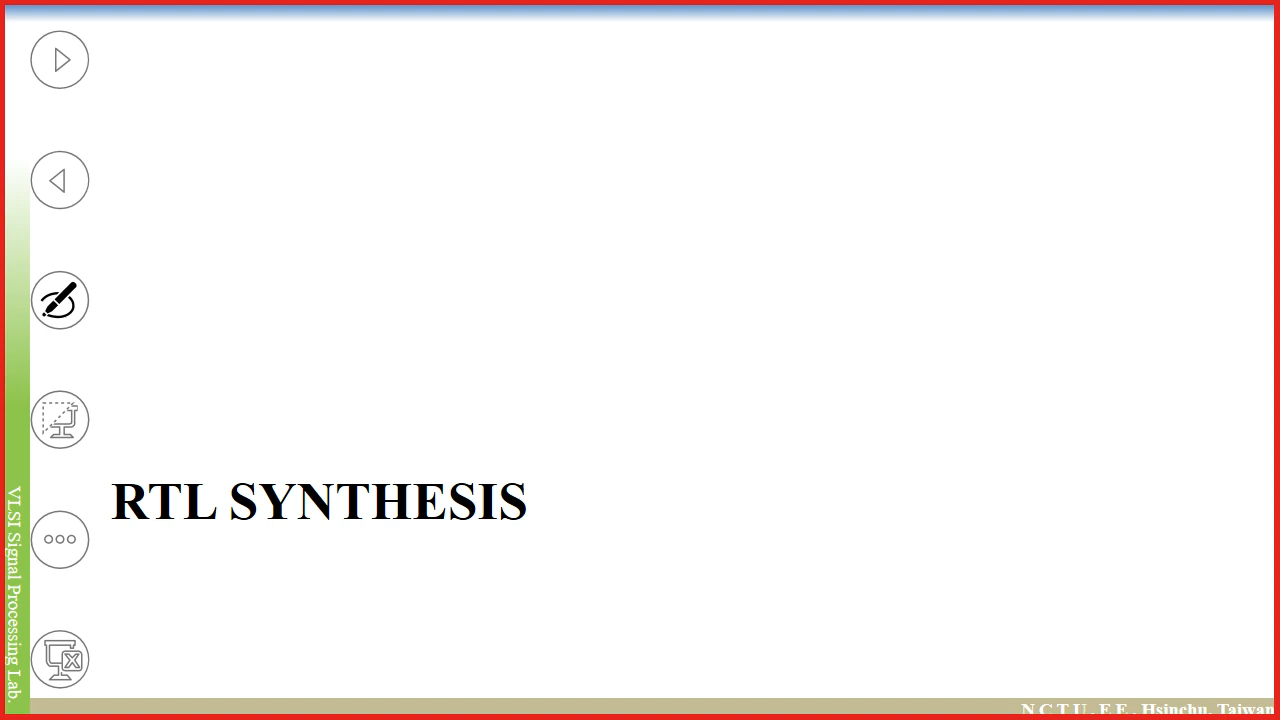 RTL SYNTHESIS
VLSI Signal Processing Lab.
N C T U . E E . Hsinchu, Taiwan